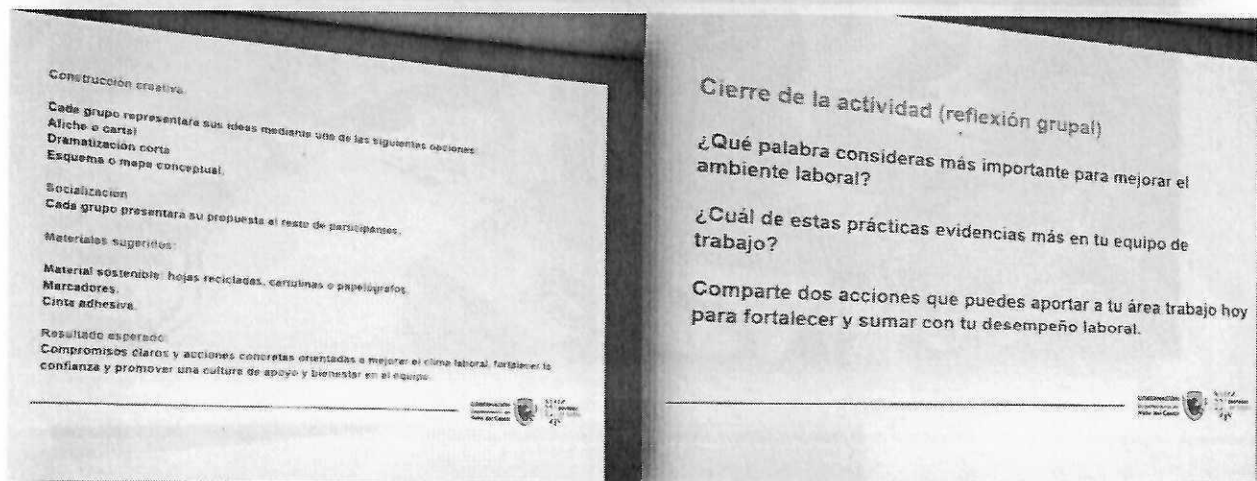 Construcción creativa.
Cada grupo representara sus ideas mediante una de las siguientes opciones:
Afiche o cartel
Dramatización corta
Esquema o mapa conceptual.
Socialización
Cada grupo presentará su propuesta al resto de participantes.
Materiales sugeridos:
Material sostenible: hojas recicladas, cartulinas o papelógrafos.
Marcadores.
Cinta adhesiva.
Resultado esperado:
Compromisos claros y acciones concretas orientadas a mejorar el clima laboral, fortalecer la
confianza y promover una cultura de apoyo y bienestar en el equipo.
Cierre de la actividad (reflexión grupal)
¿Qué palabra consideras más importante para mejorar el
ambiente laboral?
¿Cuál de estas prácticas evidencias más en tu equipo de
trabajo?
Comparte dos acciones que puedes aportar a tu área trabajo hoy
para fortalecer y sumar con tu desempeño laboral.